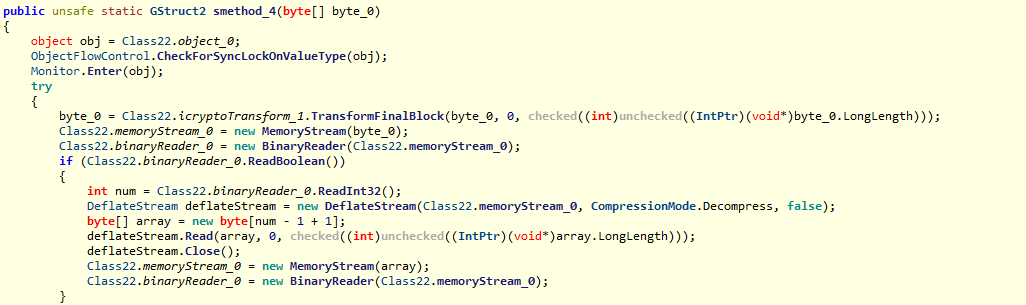 public unsafe static GStruct2 smethod_4(byte[] byte_0)
{
object obj = Class22.object_0;
ObjectFlowControl.CheckForSyncLockOnValueType(obj);
Monitor.Enter(obj);
try
{
byte_0 = Class22.icryptoTransform_1.TransformFinalBlock(byte_0, 0, checked((int)unchecked((IntPtr)(void*)byte_0.LongLength)));
Class22.memoryStream_0 = new MemoryStream(byte_0);
Class22.binaryReader_0 = new BinaryReader(Class22.memoryStream_0);
if (Class22.binaryReader_0.ReadBoolean())
{
int num = Class22.binaryReader_0.ReadInt32();
DeflateStream deflateStream = new DeflateStream(Class22.memoryStream_0, CompressionMode.Decompress, false);
byte[] array = new byte[num - 1 + 1];
deflateStream.Read(array, 0, checked((int)unchecked((IntPtr)(void*)array.LongLength)));
deflateStream.Close();
Class22.memoryStream_0 = new MemoryStream(array);
Class22.binaryReader_0 = new BinaryReader(Class22.memoryStream_0);
}